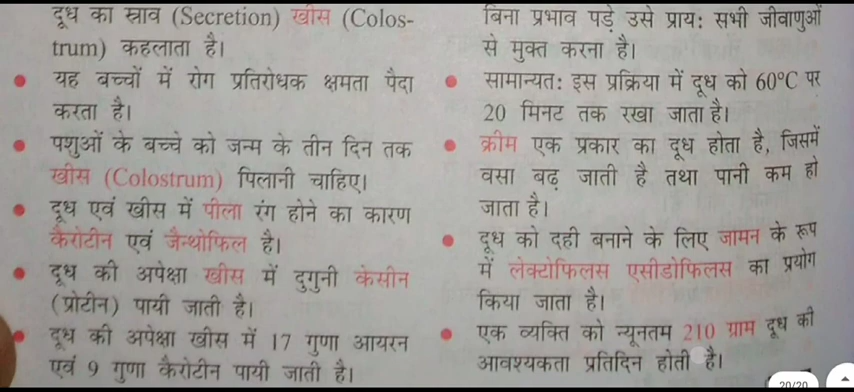 दूध का स्राव (Secretion) खीस (Colos-
trum) कहलाता है।
• यह बच्चों में रोग प्रतिरोधक क्षमता पैदा
करता है।
• पशुओं के बच्चे को जन्म के तीन दिन तक
खीस (Colostrum) पिलानी चाहिए।
• दूध एवं खीस में पीला रंग होने का कारण
कैरोटीन एवं जैन्थोफिल है।
• दूध की अपेक्षा खीस में दुगुनी केसीन
(प्रोटीन) पायी जाती है।
• दूध की अपेक्षा खीस में 17 गुणा आयरन
एवं 9 गुणा कैरोटीन पायी जाती है।
बिना प्रभाव पड़े उसे प्राय: सभी जीवाणुओं
से मुक्त करना है।
• सामान्यत: इस प्रक्रिया में दूध को 60°C पर
20 मिनट तक रखा जाता है।
• क्रीम एक प्रकार का दूध होता है, जिसमें
वसा बढ़ जाती है तथा पानी कम हो
जाता है।
• दूध को दही बनाने के लिए जामन के रूप
में लेक्टोफिलस एसीडोफिलस का प्रयोग
किया जाता है।
• एक व्यक्ति को न्यूनतम 210 ग्राम दूध की
आवश्यकता प्रतिदिन होती है।
20/20